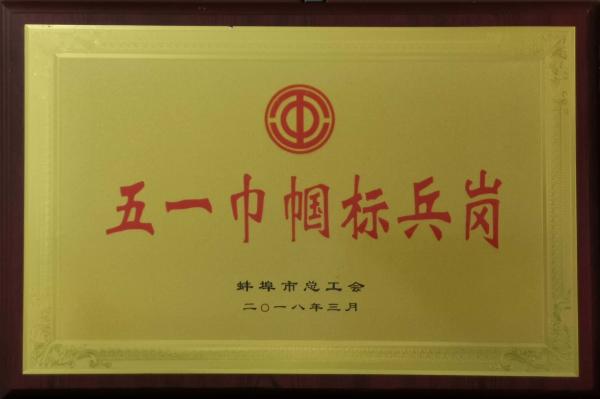 五一巾帼标兵岗
蚌埠市总工会
二〇一八年三月